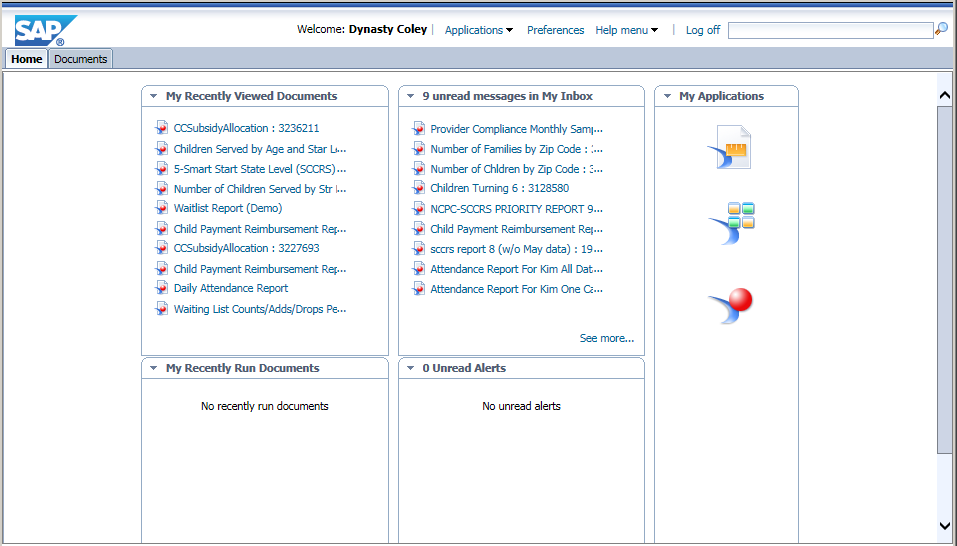 SAP ®
Welcome: Dynasty Coley | Applications Preferences Help menu | Log off
Home Documents
My Recently Viewed Documents
CCSubsidyAllocation : 3236211
Children Served by Age and Star L...
5-Smart Start State Level (SCCRS)...
Number of Children Served by Str ...
Waitlist Report (Demo)
Child Payment Reimbursement Rep...
CCSubsidyAllocation : 3227693
Child Payment Reimbursement Rep...
Daily Attendance Report
Waiting List Counts/Adds/Drops Pe...
9 unread messages in My Inbox
Provider Compliance Monthly Samp...
Number of Families by Zip Code : ...
Number of Chldren by Zip Code : 3...
Children Turning 6 : 3128580
NCPC-SCCRS PRIORITY REPORT 9...
Child Payment Reimbursement Rep...
sccrs report 8 (w/o May data) : 19...
Attendance Report For Kim All Dat...
Attendance Report For Kim One Ca...
See more...
My Applications
My Recently Run Documents
No recently run documents
0 Unread Alerts
No unread alerts